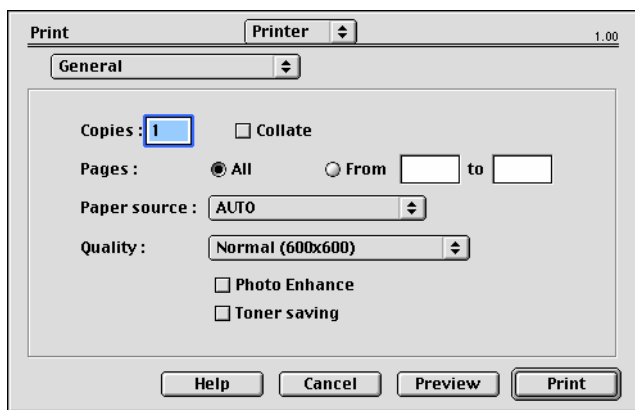 Print Printer 1.00
General
Copies : 1 Collate
Pages : All From to
Paper source : AUTO
Quality : Normal (600x600)
Photo Enhance
Toner saving
Help Cancel Preview Print